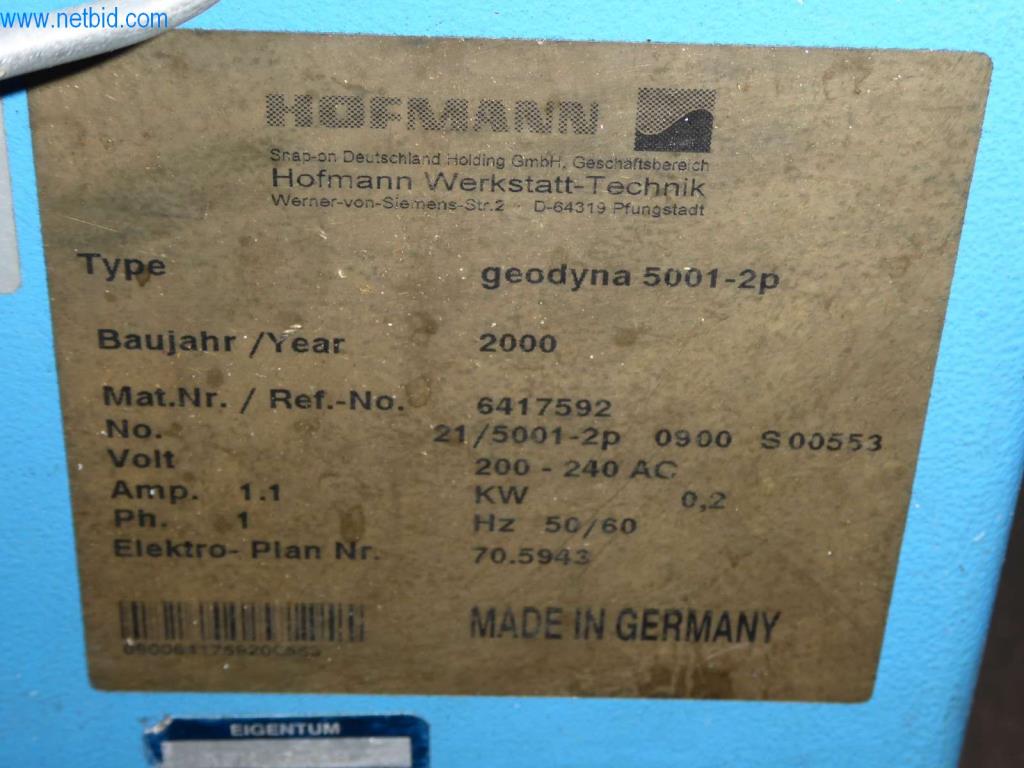 www.netbid.com
HOFMANN
Snap-on Deutschland Holding GmbH, Geschäftsbereich
Hofmann Werkstatt-Technik
Werner-von-Siemens-Str.2 · D-64319 Pfungstadt
Type geodyna 5001-2p
Baujahr /Year 2000
Mat.Nr. / Ref.-No. 6417592
No. 21/5001-2p 0900 S00553
Volt 200 - 240 AC
Amp. 1.1 KW 0,2
Ph. 1 Hz 50/60
Elektro- Plan Nr. 70.5943
MADE IN GERMANY
EIGENTUM